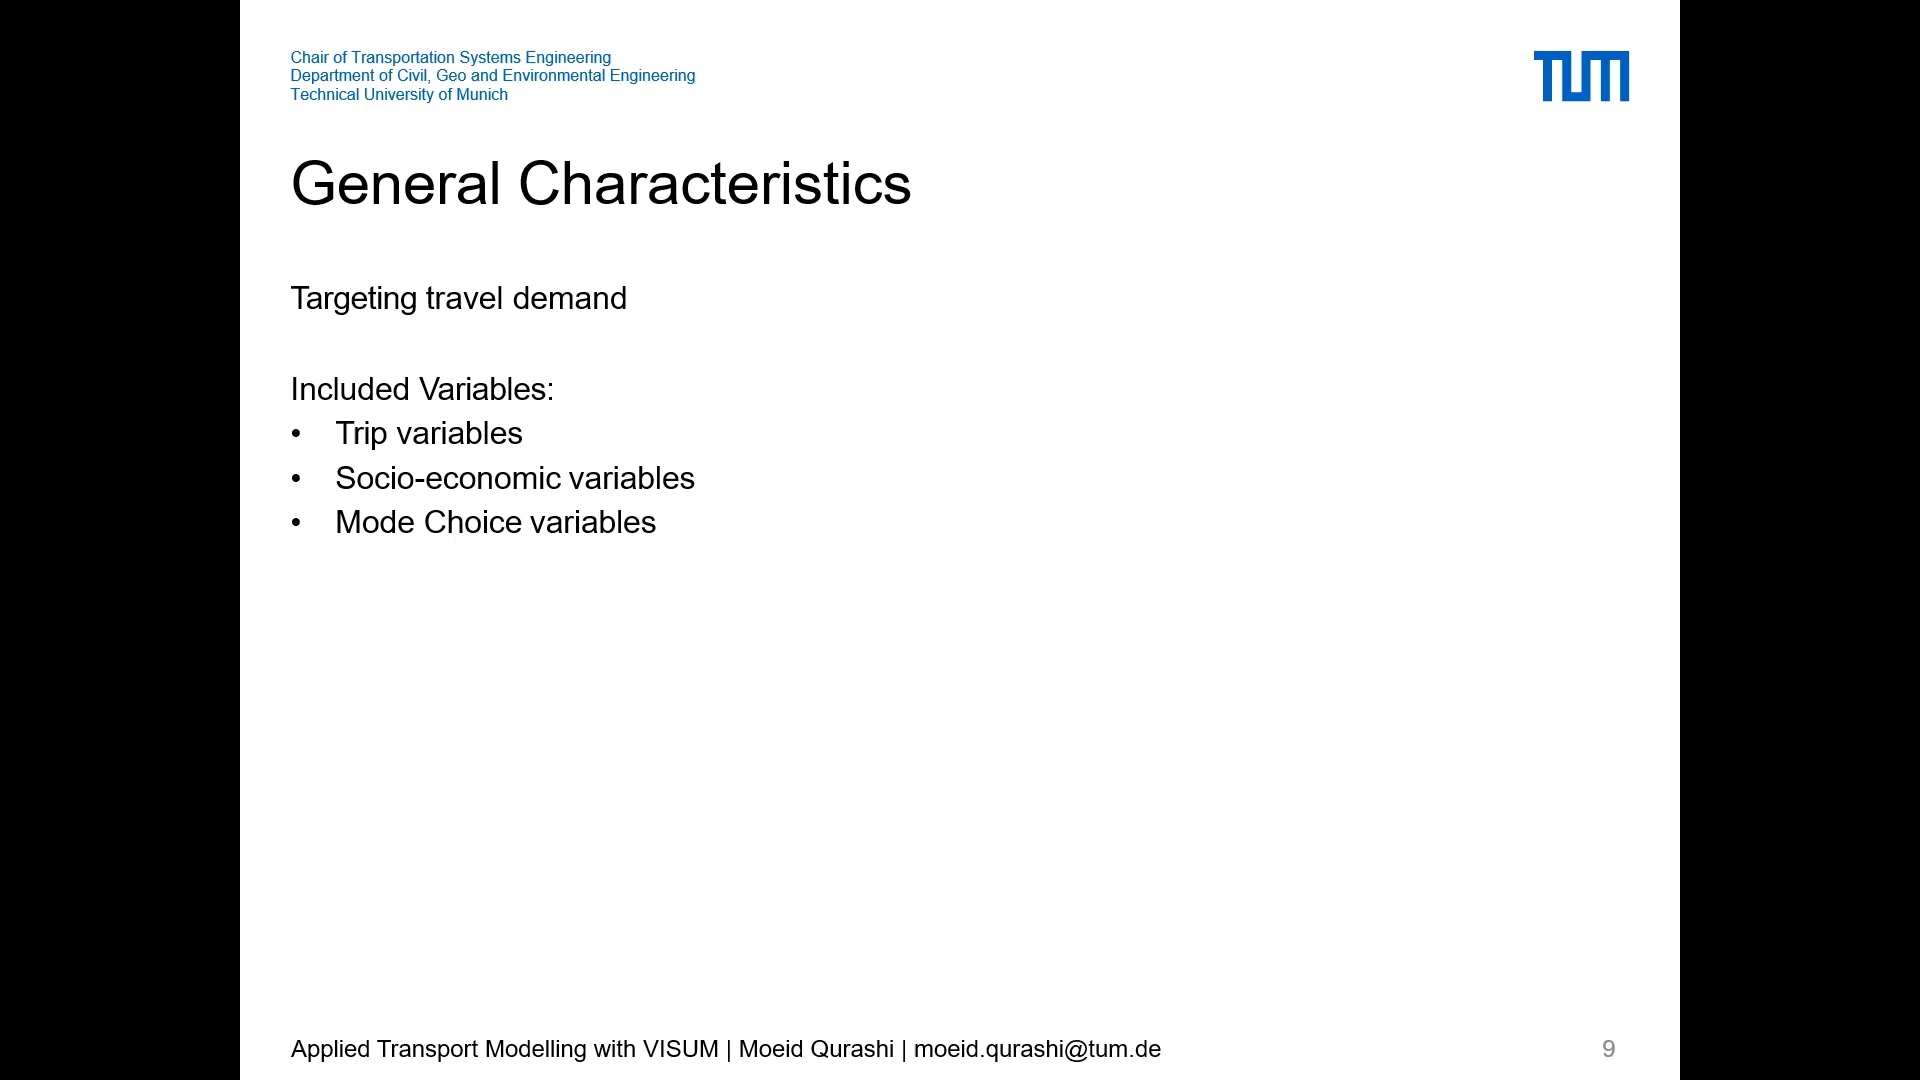 Chair of Transportation Systems Engineering
Department of Civil, Geo and Environmental Engineering
Technical University of Munich
TUM
General Characteristics
Targeting travel demand
Included Variables:
• Trip variables
• Socio-economic variables
• Mode Choice variables
Applied Transport Modelling with VISUM | Moeid Qurashi | moeid.qurashi@tum.de
9